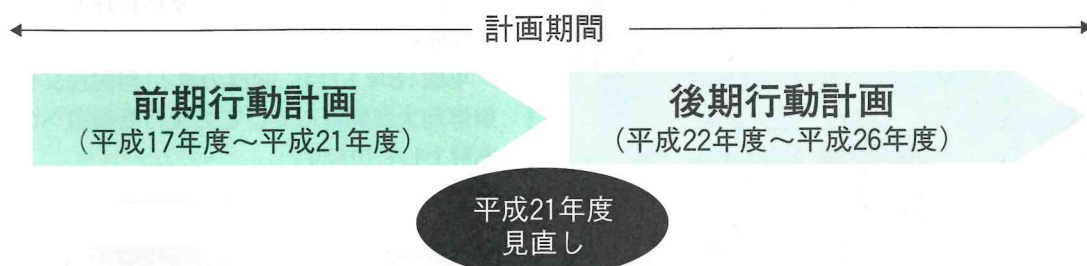 計画期間
前期行動計画
（平成17年度～平成21年度）
後期行動計画
（平成22年度～平成26年度）
平成21年度
見直し